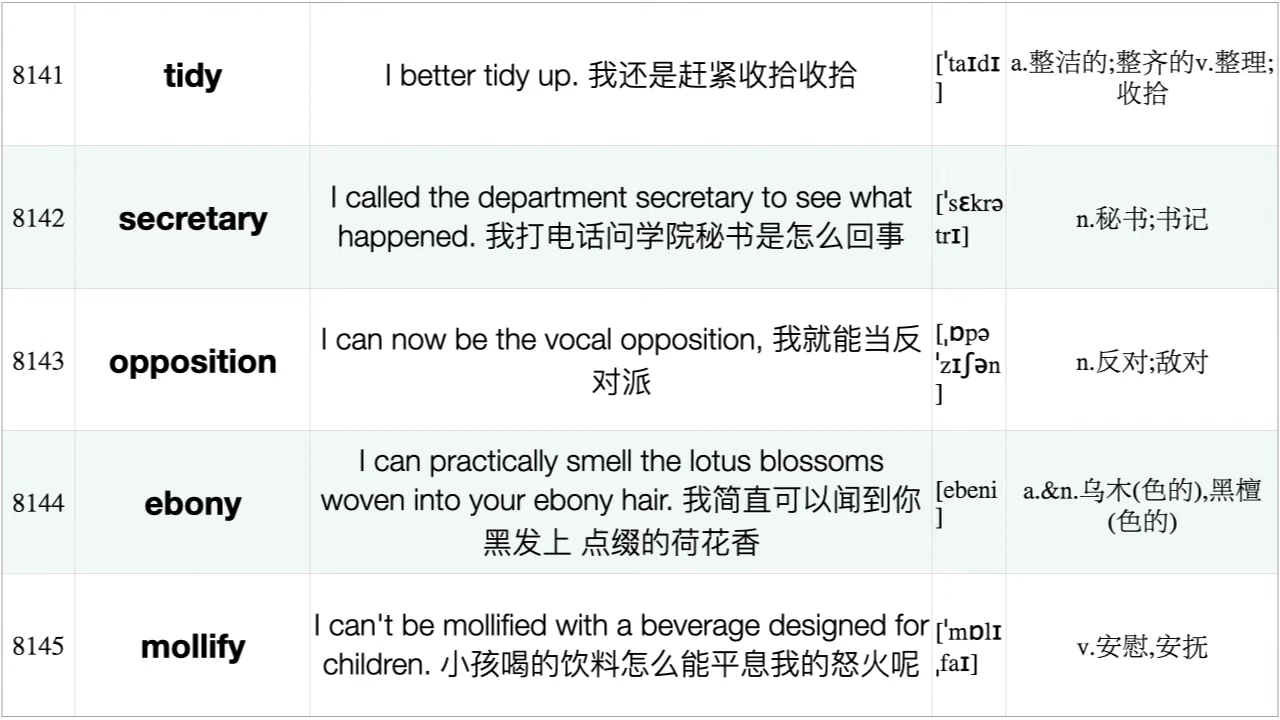 8141
tidy
I better tidy up. 我还是赶紧收拾收拾
[ˈtaɪdɪ
]
a.整洁的;整齐的v.整理;
收拾
8142
secretary
I called the department secretary to see what
happened. 我打电话问学院秘书是怎么回事
[ˈsɛkrə
trɪ]
n.秘书;书记
8143
opposition
I can now be the vocal opposition, 我就能当反
对派
[ˌɒpə
ˈzɪʃən
]
n.反对;敌对
8144
ebony
I can practically smell the lotus blossoms
woven into your ebony hair. 我简直可以闻到你
黑发上 点缀的荷花香
[ebeni
]
a.&n.乌木(色的),黑檀
(色的)
8145
mollify
I can't be mollified with a beverage designed for
children. 小孩喝的饮料怎么能平息我的怒火呢
[ˈmɒlɪ
ˌfaɪ]
v.安慰,安抚